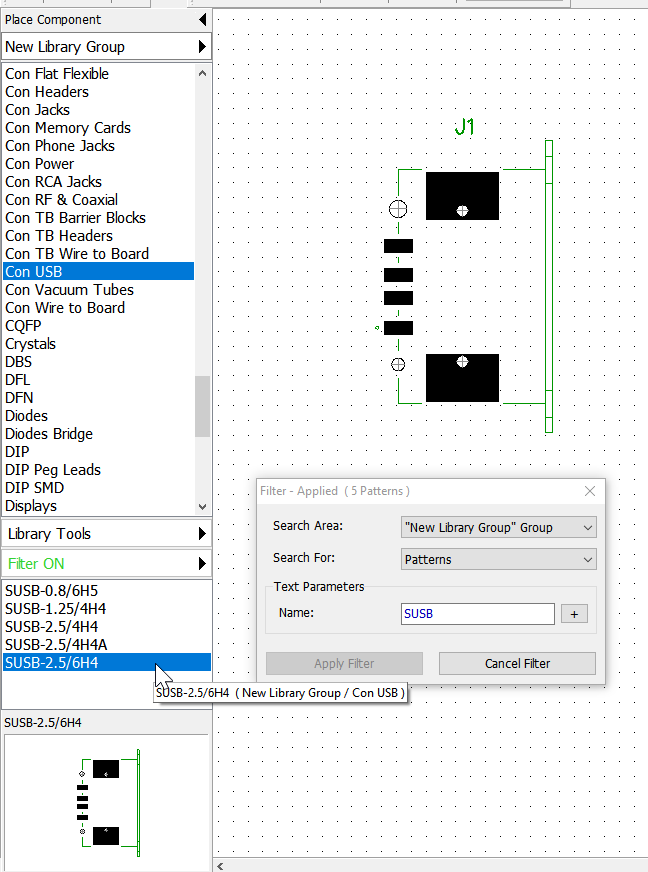 Place Component
New Library Group
Con Flat Flexible
Con Headers
Con Jacks
Con Memory Cards
Con Phone Jacks
Con Power
Con RCA Jacks
Con RF & Coaxial
Con TB Barrier Blocks
Con TB Headers
Con TB Wire to Board
Con USB
Con Vacuum Tubes
Con Wire to Board
CQFP
Crystals
DBS
DFL
DFN
Diodes
Diodes Bridge
DIP
DIP Peg Leads
DIP SMD
Displays
Library Tools
Filter ON
SUSB-0.8/6H5
SUSB-1.25/4H4
SUSB-2.5/4H4
SUSB-2.5/4H4A
SUSB-2.5/6H4
SUSB-2.5/6H4 ( New Library Group / Con USB )
SUSB-2.5/6H4
J1
Filter - Applied ( 5 Patterns )
Search Area:
"New Library Group" Group
Search For:
Patterns
Text Parameters
Name:
SUSB
+
Apply Filter
Cancel Filter